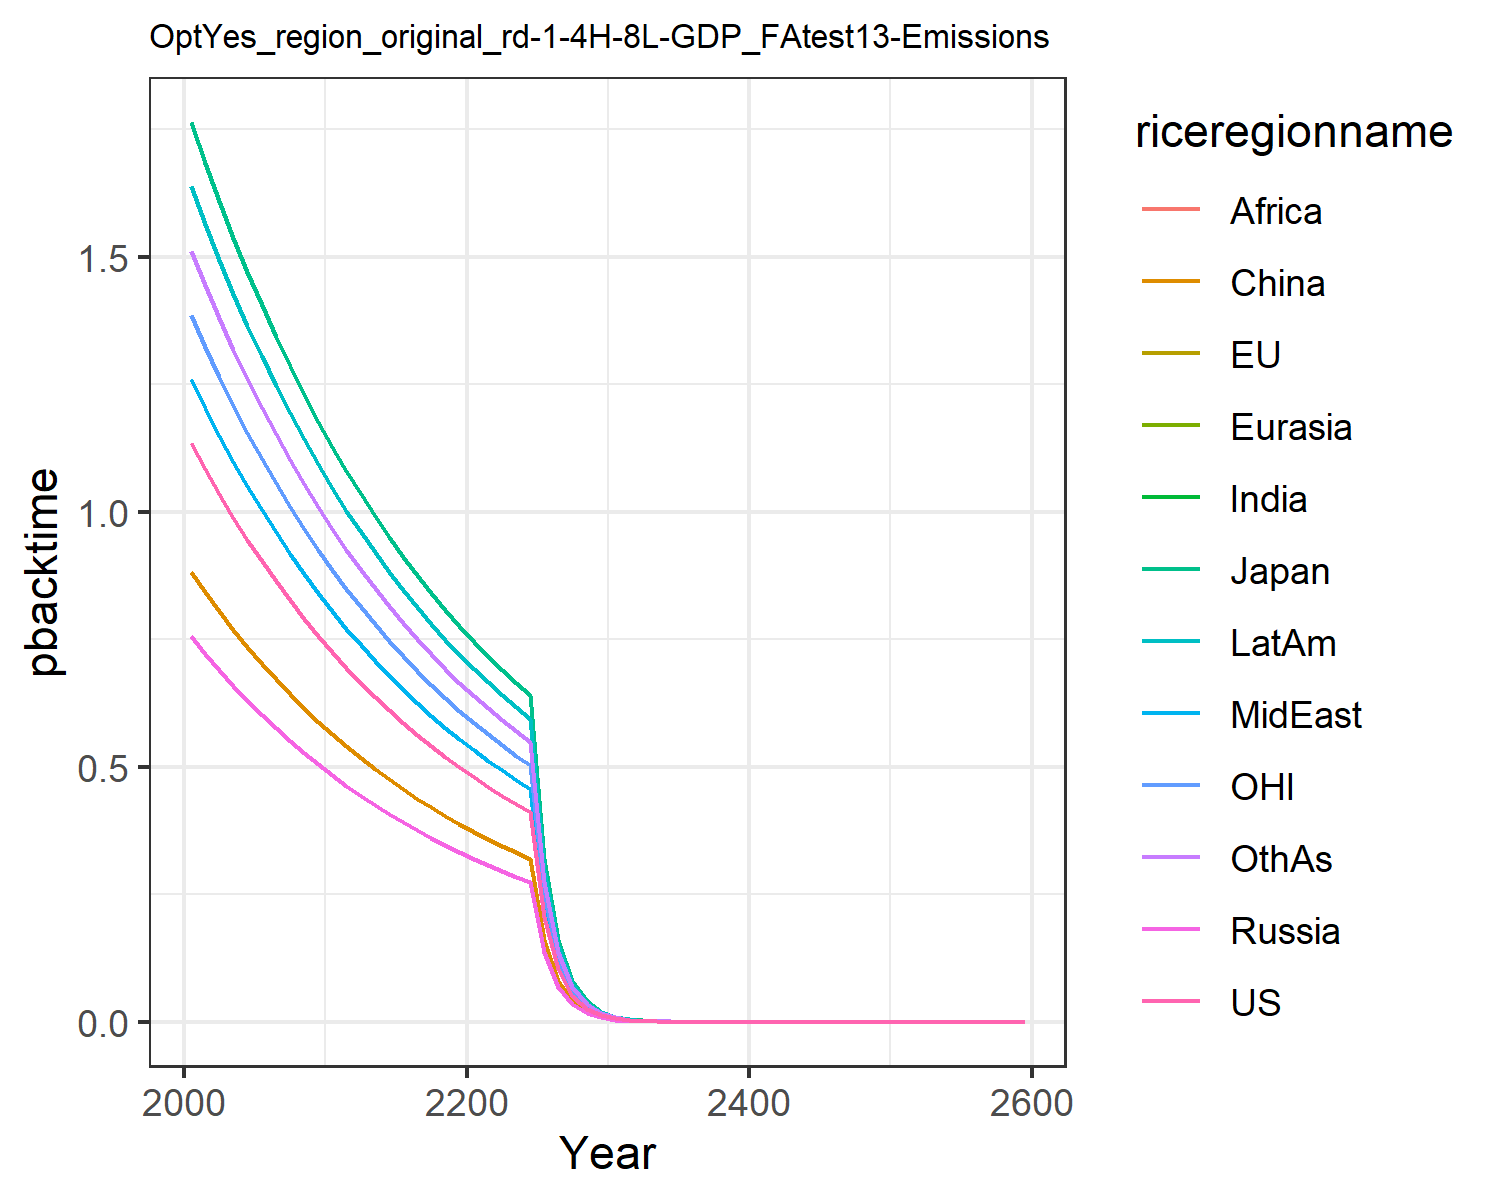 OptYes_region_original_rd-1-4H-8L-GDP_FAtest13-Emissions
pbacktime
1.5
1.0
0.5
0.0
2000
2200
2400
2600
Year
riceregionname
Africa
China
EU
Eurasia
India
Japan
LatAm
MidEast
OHI
OthAs
Russia
US